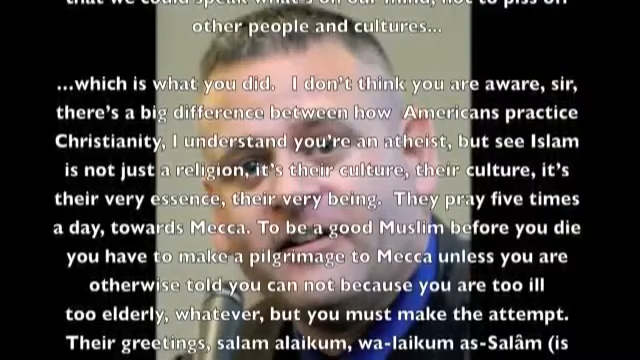 that we could speak what's on our mind, not to piss off
other people and cultures...
...which is what you did. I don't think you are aware, sir,
there's a big difference between how Americans practice
Christianity, I understand you're an atheist, but see Islam
is not just a religion, it's their culture, their culture, it's
their very essence, their very being. They pray five times
a day, towards Mecca. To be a good Muslim before you die
you have to make a pilgrimage to Mecca unless you are
otherwise told you can not because you are too ill
too elderly, whatever, but you must make the attempt.
Their greetings, salam alaikum, wa-laikum as-Salâm (is